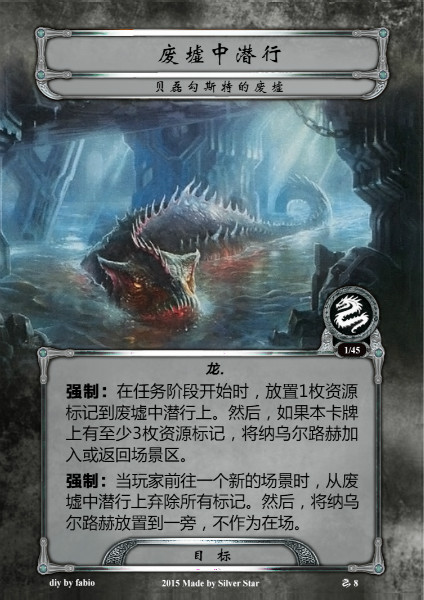 废墟中潜行
贝磊勾斯特的废墟
1/45
龙.
强制：在任务阶段开始时，放置1枚资源
标记到废墟中潜行上。然后，如果本卡牌
上有至少3枚资源标记，将纳乌尔路赫加
入或返回场景区。
强制：当玩家前往一个新的场景时，从废
墟中潜行上弃除所有标记。然后，将纳乌
尔路赫放置到一旁，不作为在场。
目标
diy by fabio
2015 Made by Silver Star
8